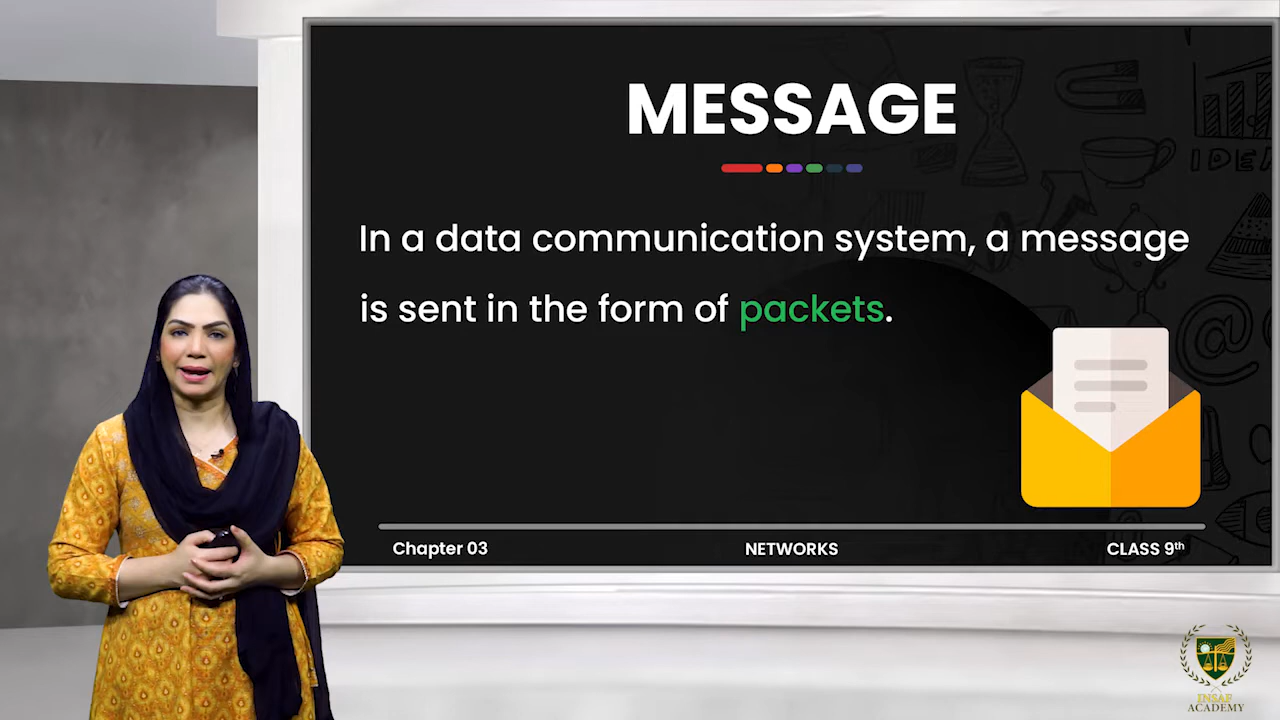 MESSAGE
In a data communication system, a message
is sent in the form of packets.
Chapter 03
NETWORKS
CLASS 9th
IDEA
INSAF
ACADEMY